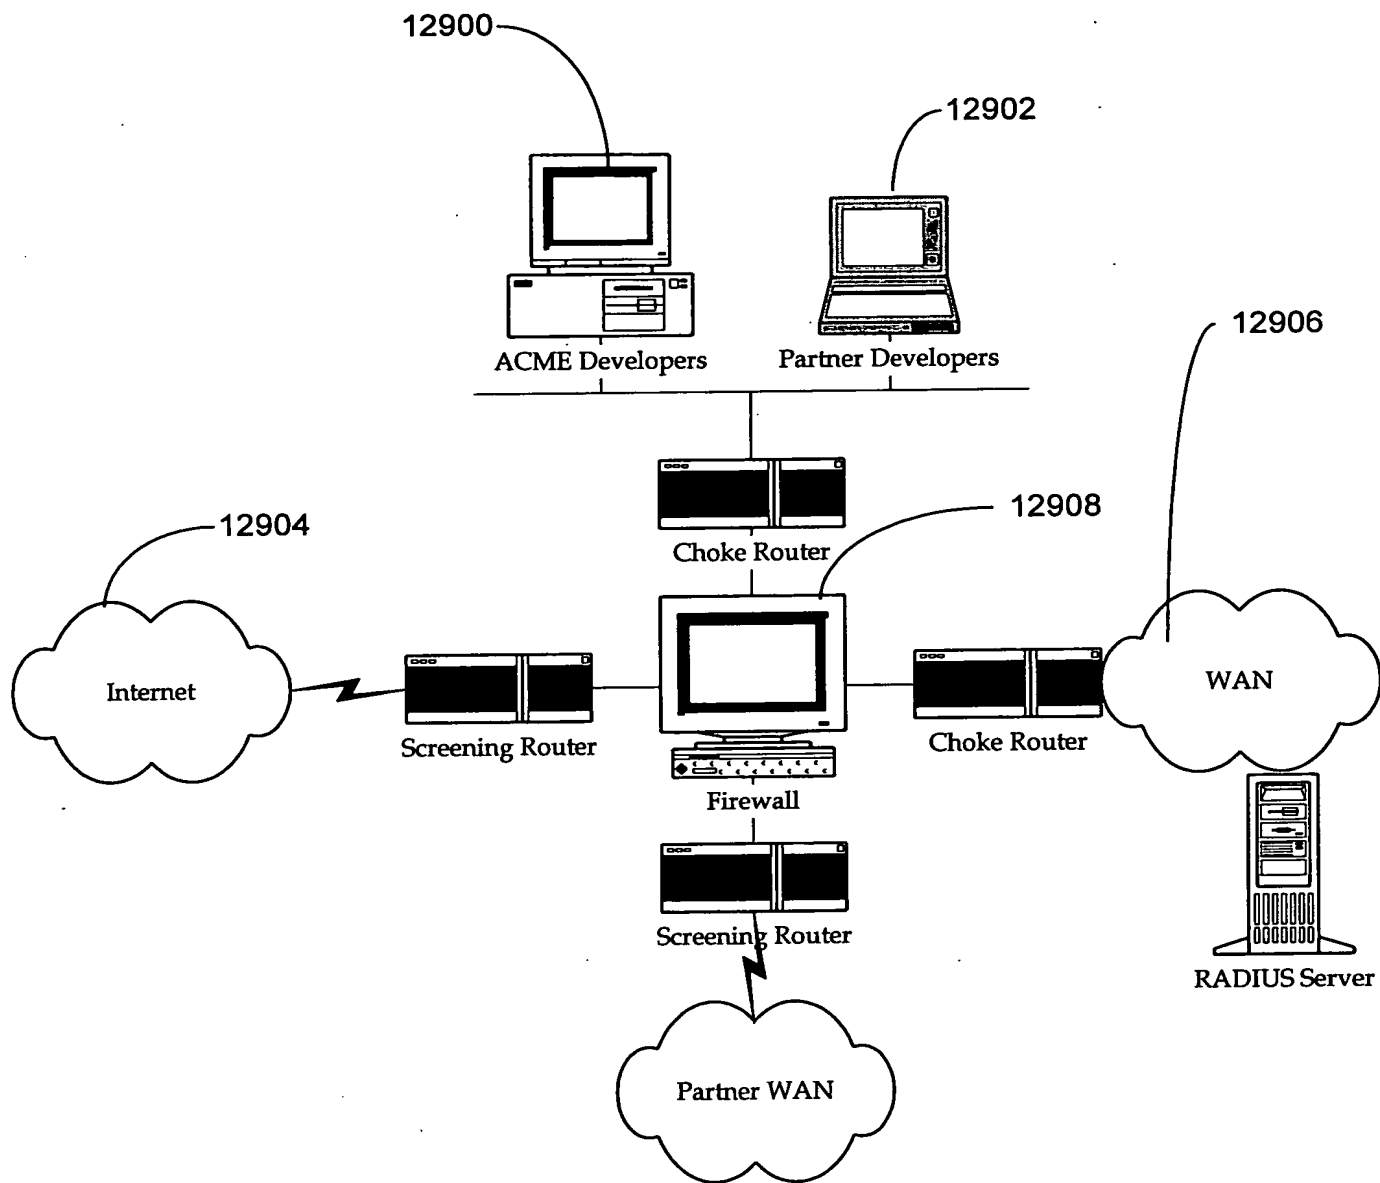 12900
12902
ACME Developers
Partner Developers
12906
12904
12908
Choke Router
Internet
WAN
Screening Router
Choke Router
Firewall
Screening Router
RADIUS Server
Partner WAN